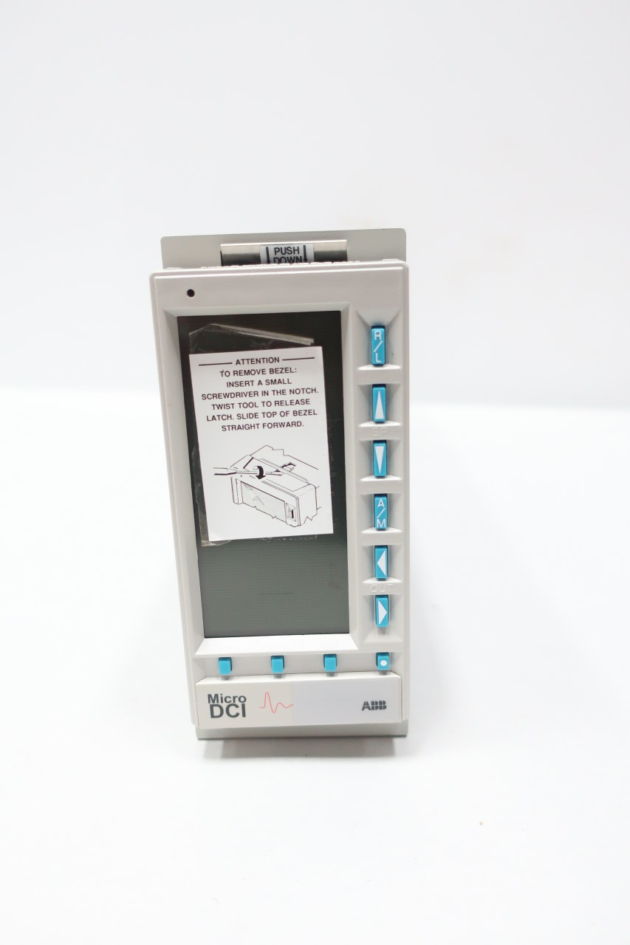 PUSH
DOWN
ATTENTION
TO REMOVE BEZEL:
INSERT A SMALL
SCREWDRIVER IN THE NOTCH.
TWIST TOOL TO RELEASE
LATCH. SLIDE TOP OF BEZEL
STRAIGHT FORWARD.
R/L
A/M
OUT
Micro
DCI
ABB